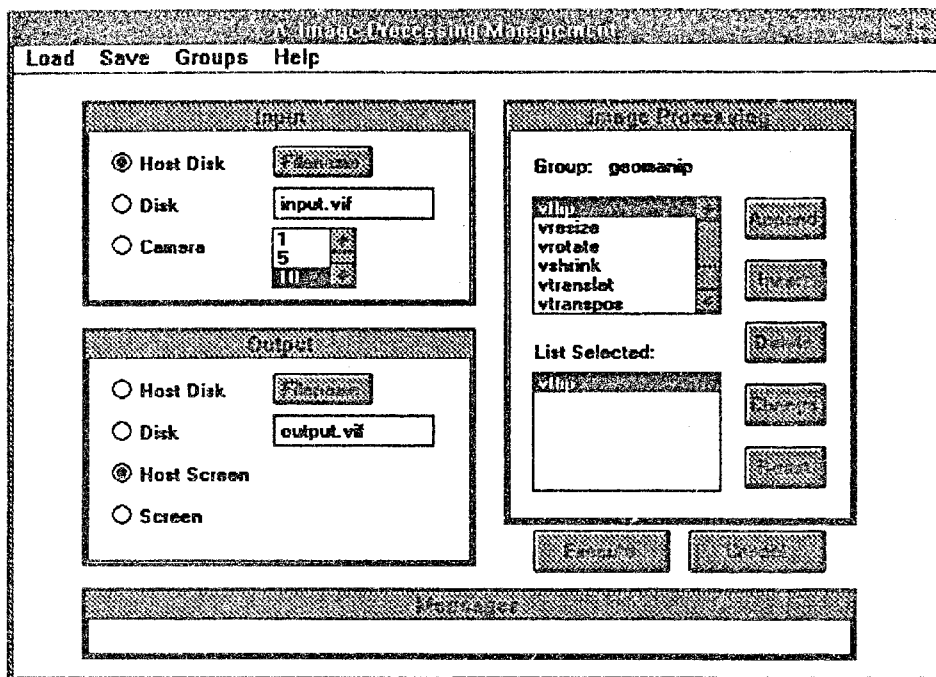 Image Processing Management
Load Save Groups Help
Input
Host Disk Filename
Disk input.vif
Camera 1
5
10
Output
Host Disk Filename
Disk output.vif
Host Screen
Screen
Image Processing
Group: geomanip
vflip
vresize
vrotate
vshrink
vtranslat
vtranspos
Append
Insert
Delete
Change
Reset
List Selected:
vflip
Execute Cancel
Messages